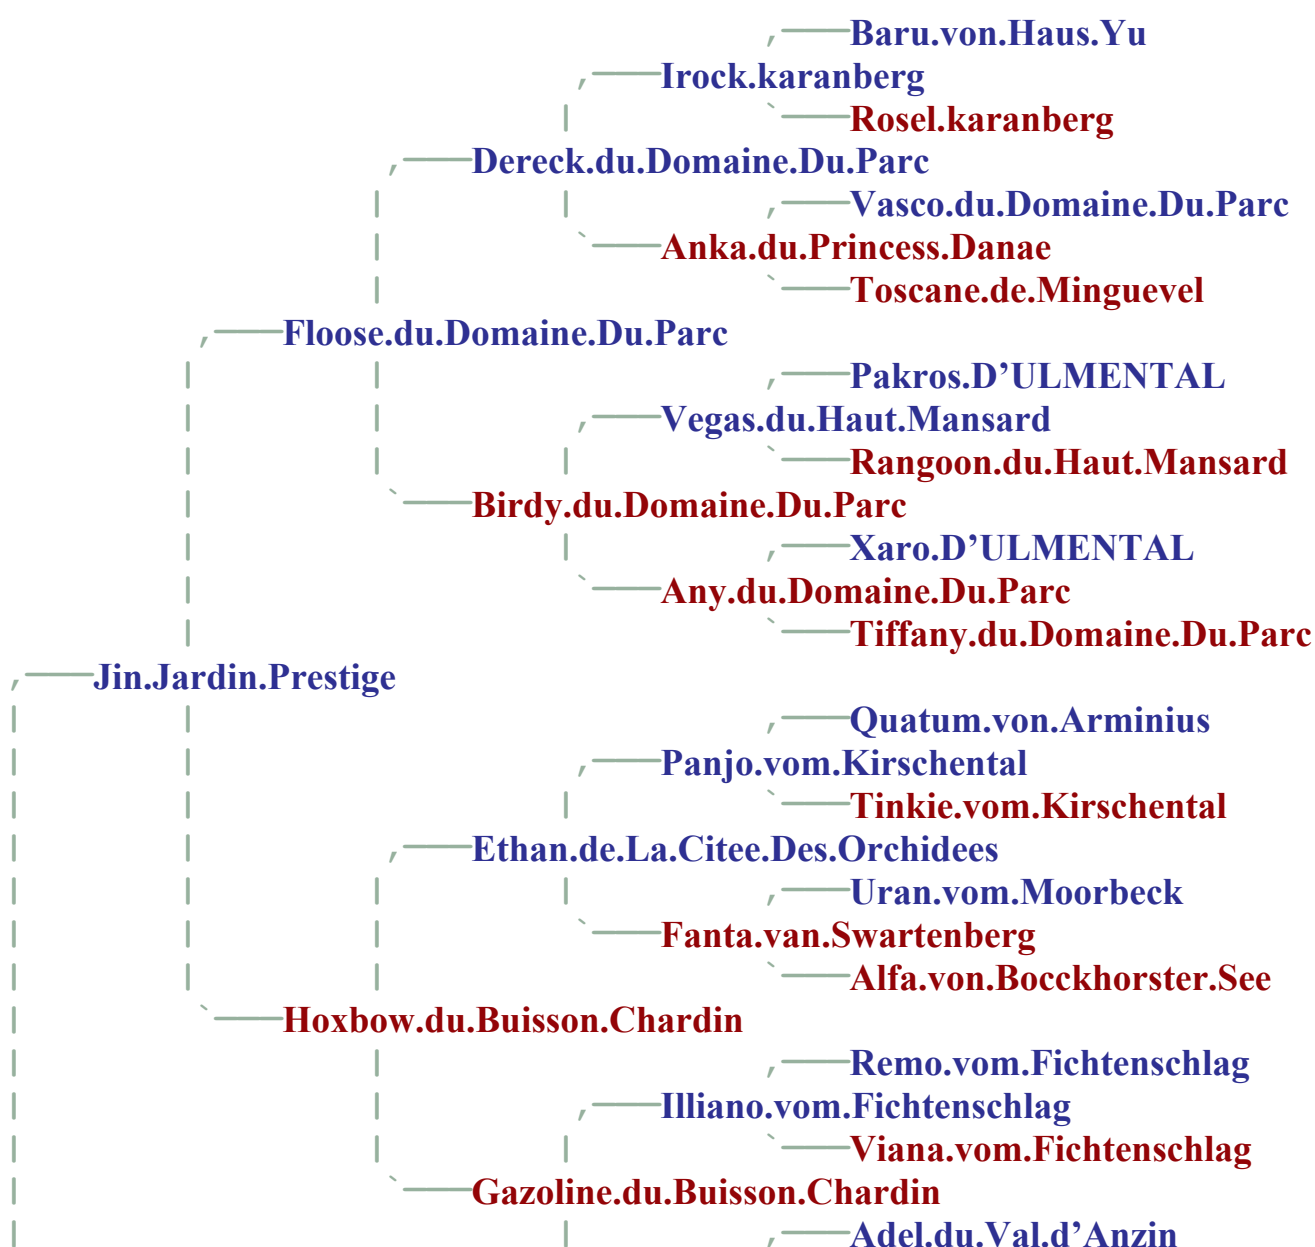 Baru.von.Haus.Yu
Irock.karanberg
Rosel.karanberg
Dereck.du.Domaine.Du.Parc
Vasco.du.Domaine.Du.Parc
Anka.du.Princess.Danae
Toscane.de.Minguevel
Floose.du.Domaine.Du.Parc
Pakros.D’ULMENTAL
Vegas.du.Haut.Mansard
Rangoon.du.Haut.Mansard
Birdy.du.Domaine.Du.Parc
Xaro.D’ULMENTAL
Any.du.Domaine.Du.Parc
Tiffany.du.Domaine.Du.Parc
Jin.Jardin.Prestige
Quatum.von.Arminius
Panjo.vom.Kirschental
Tinkie.vom.Kirschental
Ethan.de.La.Citee.Des.Orchidees
Uran.vom.Moorbeck
Fanta.van.Swartenberg
Alfa.von.Bocckhorster.See
Hoxbow.du.Buisson.Chardin
Remo.vom.Fichtenschlag
Illiano.vom.Fichtenschlag
Viana.vom.Fichtenschlag
Gazoline.du.Buisson.Chardin
Adel.du.Val.d’Anzin